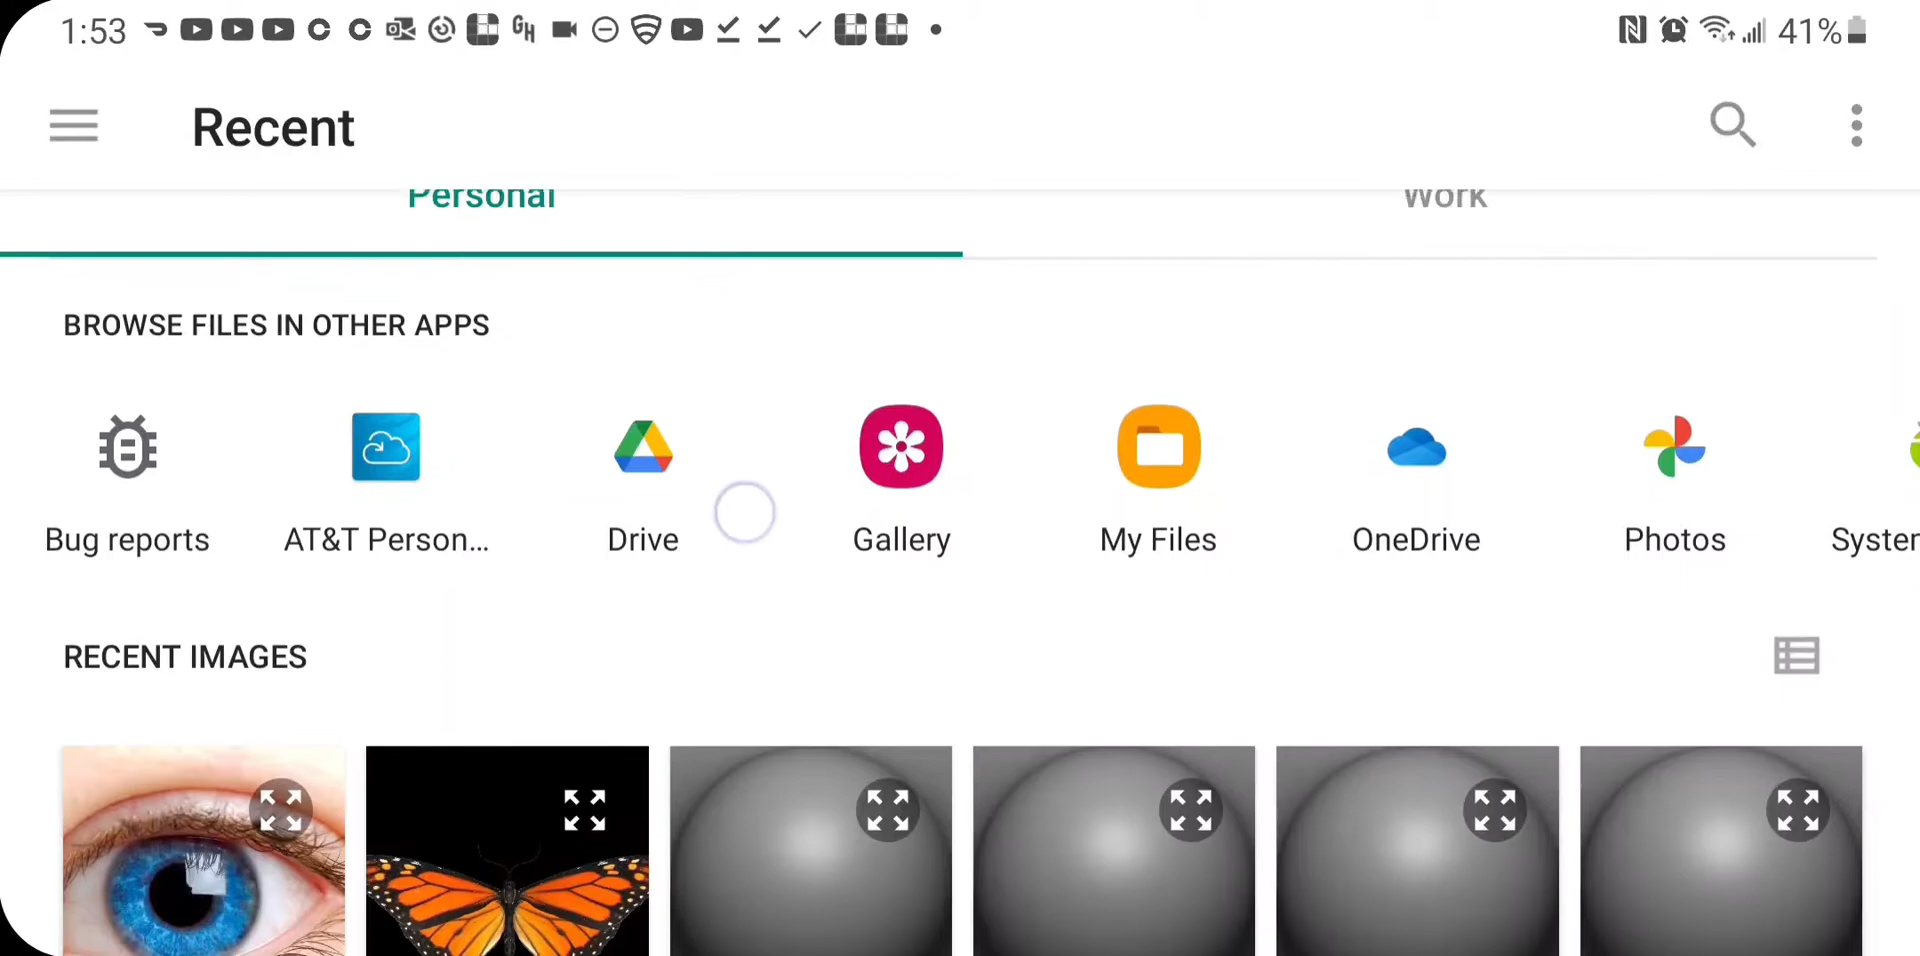 1:53 41%
Recent
Personal Work
BROWSE FILES IN OTHER APPS
Bug reports AT&T Person... Drive Gallery My Files OneDrive Photos Syster
RECENT IMAGES